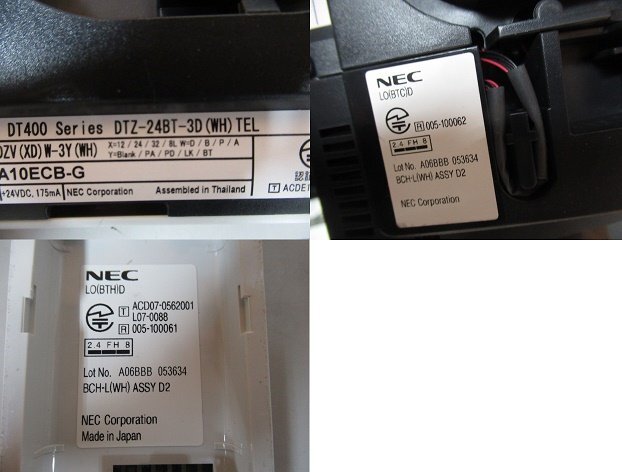 DT400 Series DTZ-24BT-3D(WH)TEL
DZV(XD)W-3Y(WH) X=12 / 24 / 32 / 8L W=D / B / P / A
Y=Blank / PA / PD / LK / BT
A10ECB-G
+24VDC, 175mA NEC Corporation Assembled in Thailand
ACDE1
NEC
LO(BTC)D
R 005-100062
2.4 FH 8
Lot No. A06BBB 053634
BCH-L(WH) ASSY D2
NEC Corporation
NEC
LO(BTH)D
T ACD07-0562001
L07-0088
R 005-100061
2.4 FH 8
Lot No. A06BBB 053634
BCH-L(WH) ASSY D2
NEC Corporation
Made in Japan